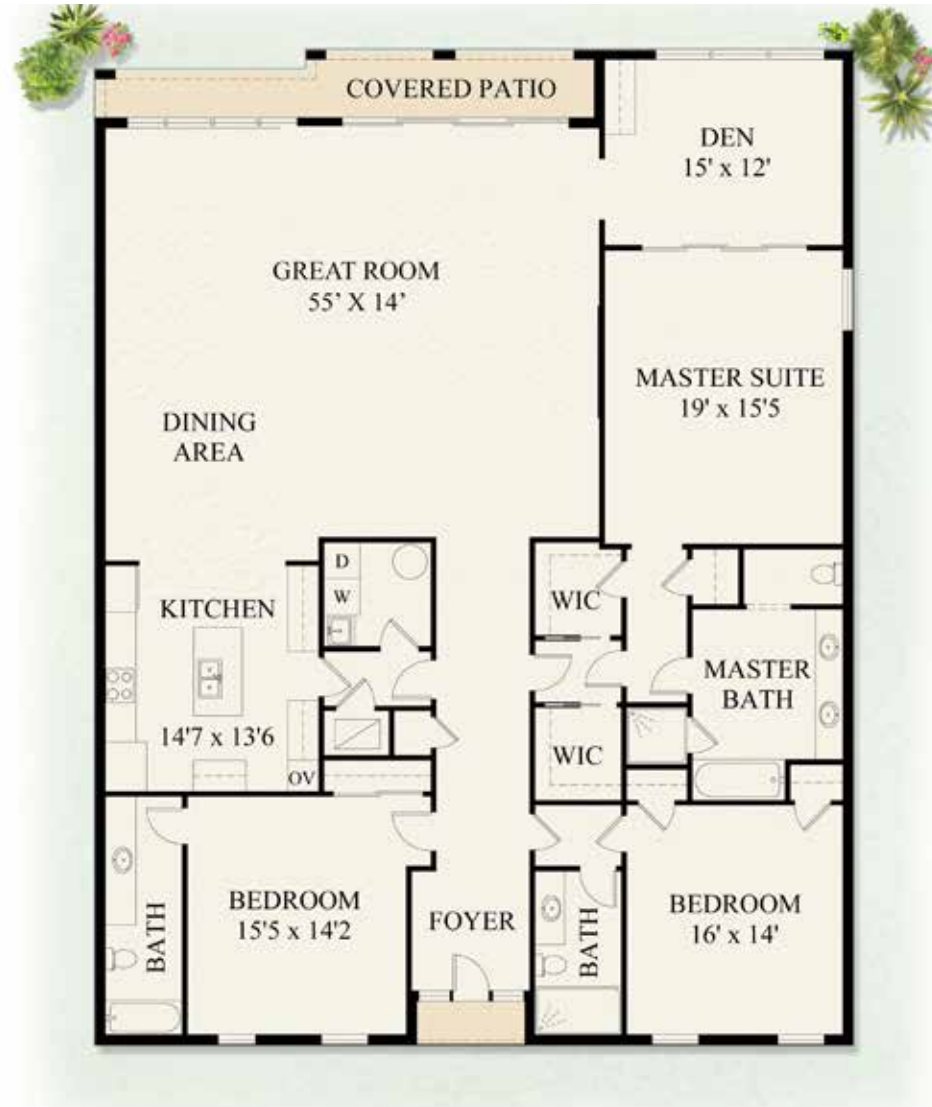 COVERED PATIO
DEN
15' x 12'
GREAT ROOM
55’ X 14’
MASTER SUITE
19' x 15'5
DINING
AREA
D
W
KITCHEN
14'7 x 13'6
OV
WIC
MASTER
BATH
WIC
BATH
BEDROOM
15'5 x 14'2
FOYER
BATH
BEDROOM
16' x 14'